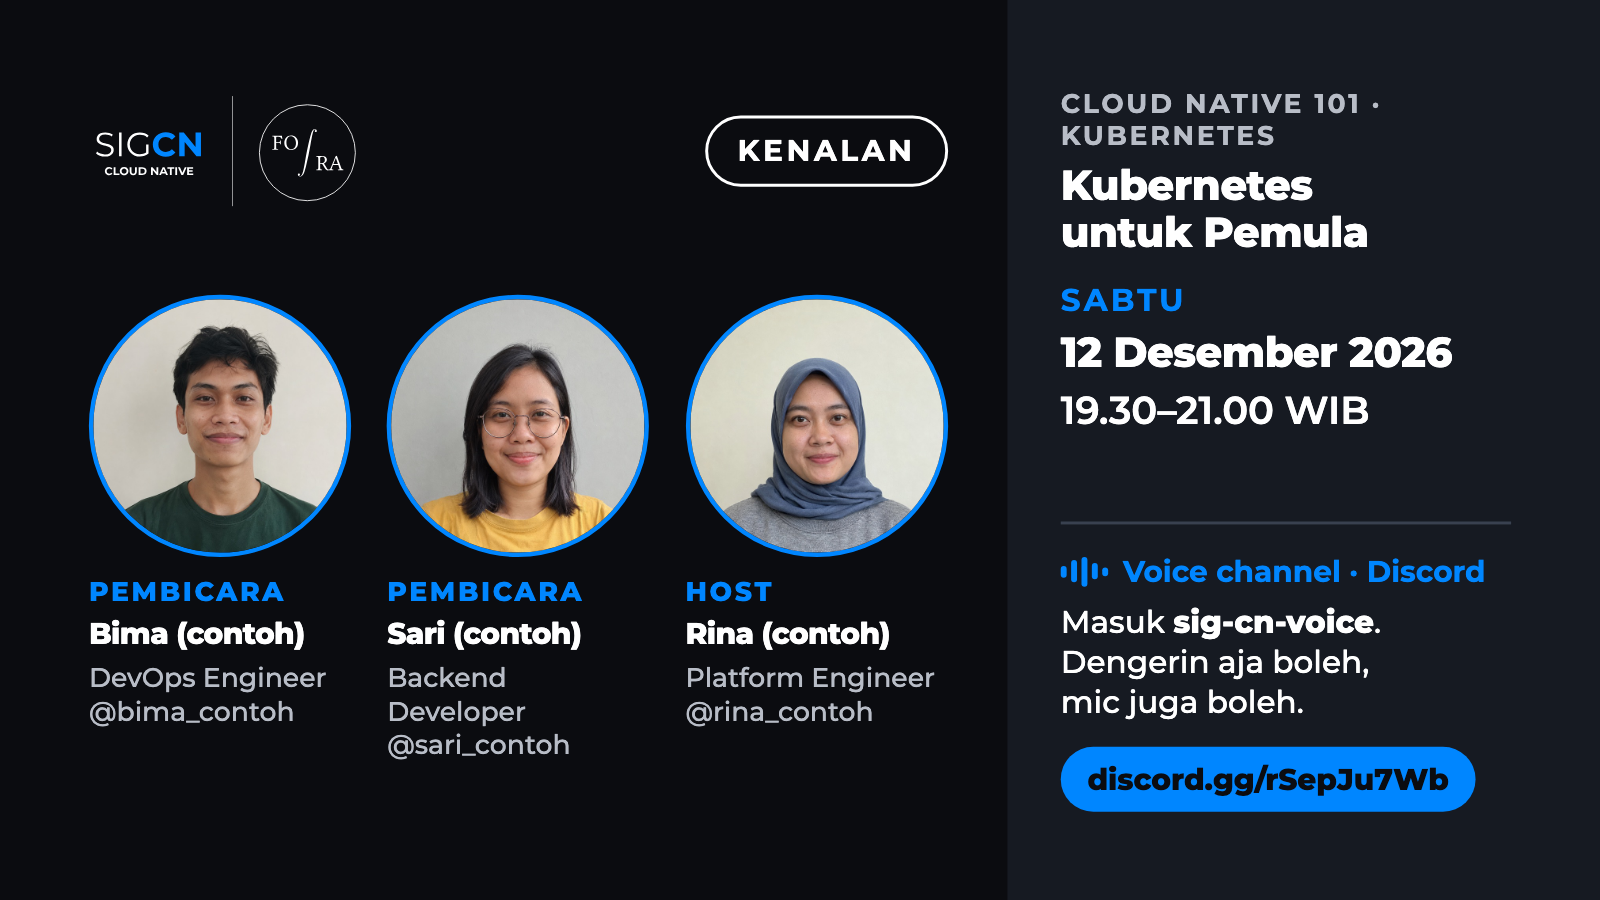 SIGCN
CLOUD NATIVE
FO
RA
KENALAN
PEMBICARA
Bima (contoh)
DevOps Engineer
@bima_contoh
PEMBICARA
Sari (contoh)
Backend
Developer
@sari_contoh
HOST
Rina (contoh)
Platform Engineer
@rina_contoh
CLOUD NATIVE 101 ·
KUBERNETES
Kubernetes
untuk Pemula
SABTU
12 Desember 2026
19.30–21.00 WIB
Voice channel · Discord
Masuk sig-cn-voice.
Dengerin aja boleh,
mic juga boleh.
discord.gg/rSepJu7Wb